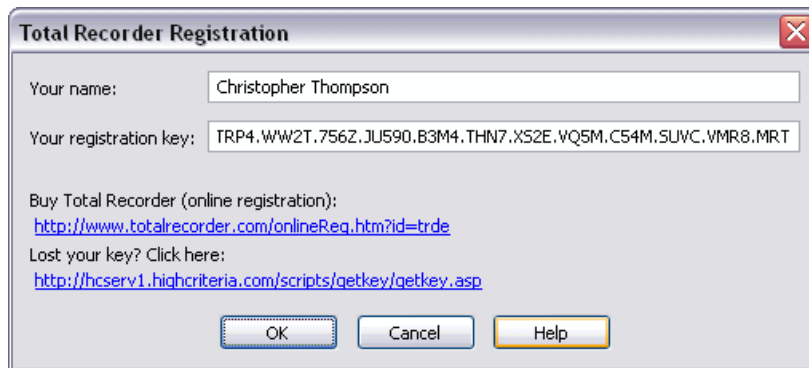 Total Recorder Registration
Your name: Christopher Thompson
Your registration key: TRP4.WW2T.756Z.JU590.B3M4.THN7.XS2E.VQ5M.C54M.SUVC.VMR8.MRT
Buy Total Recorder (online registration):
http://www.totalrecorder.com/onlineReg.htm?id=trde
Lost your key? Click here:
http://hcserv1.highcriteria.com/scripts/getkey/getkey.asp
OK Cancel Help